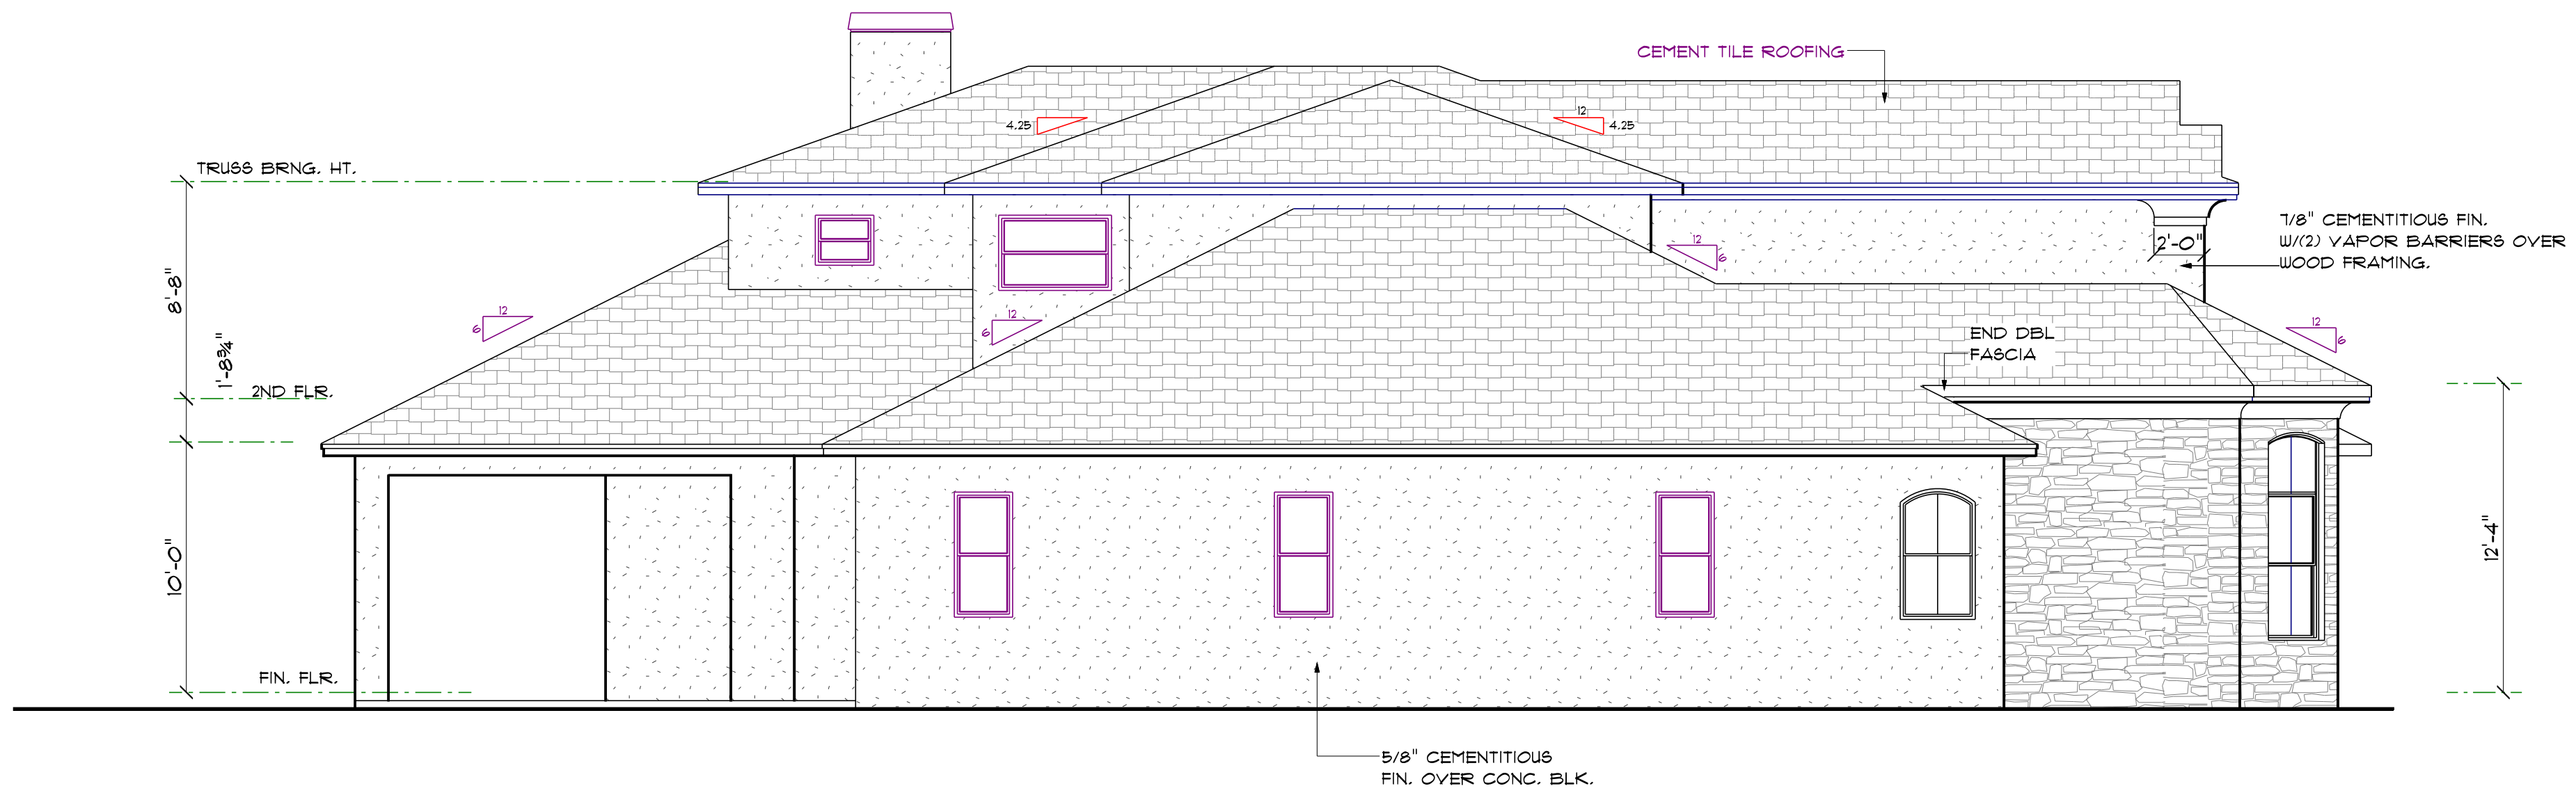 CEMENT TILE ROOFING
12
4.25
4.25
TRUSS BRNG. HT.
7/8" CEMENTITIOUS FIN.
W/(2) VAPOR BARRIERS OVER
WOOD FRAMING.
2'-0"
12
6
8'-8"
12
6
12
6
12
6
1'-8¾"
END DBL
FASCIA
2ND FLR.
10'-0"
12'-4"
FIN. FLR.
5/8" CEMENTITIOUS
FIN. OVER CONC. BLK.